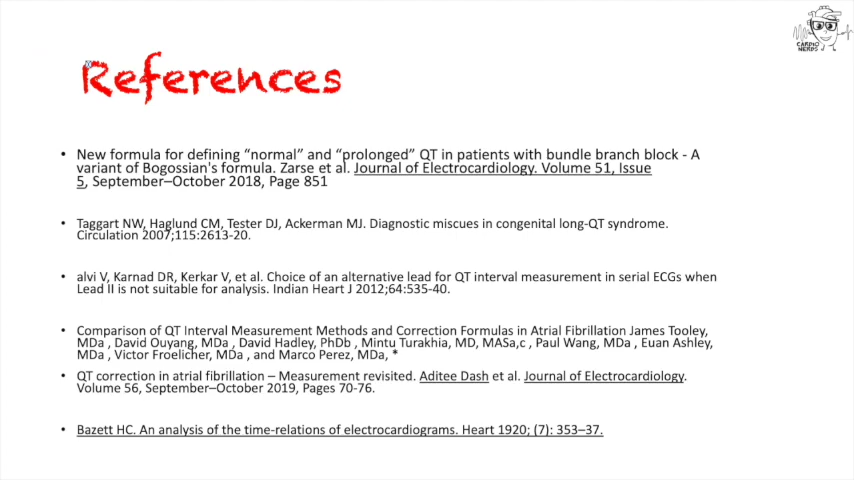 CARDIO
NERDS
References
• New formula for defining “normal” and “prolonged” QT in patients with bundle branch block - A
variant of Bogossian's formula. Zarse et al. Journal of Electrocardiology. Volume 51, Issue
5, September–October 2018, Page 851
• Taggart NW, Haglund CM, Tester DJ, Ackerman MJ. Diagnostic miscues in congenital long-QT syndrome.
Circulation 2007;115:2613-20.
• alvi V, Karnad DR, Kerkar V, et al. Choice of an alternative lead for QT interval measurement in serial ECGs when
Lead II is not suitable for analysis. Indian Heart J 2012;64:535-40.
• Comparison of QT Interval Measurement Methods and Correction Formulas in Atrial Fibrillation James Tooley,
MDa , David Ouyang, MDa , David Hadley, PhDb , Mintu Turakhia, MD, MASa,c , Paul Wang, MDa , Euan Ashley,
MDa , Victor Froelicher, MDa , and Marco Perez, MDa, *
• QT correction in atrial fibrillation – Measurement revisited. Aditee Dash et al. Journal of Electrocardiology.
Volume 56, September–October 2019, Pages 70-76.
• Bazett HC. An analysis of the time-relations of electrocardiograms. Heart 1920; (7): 353–37.